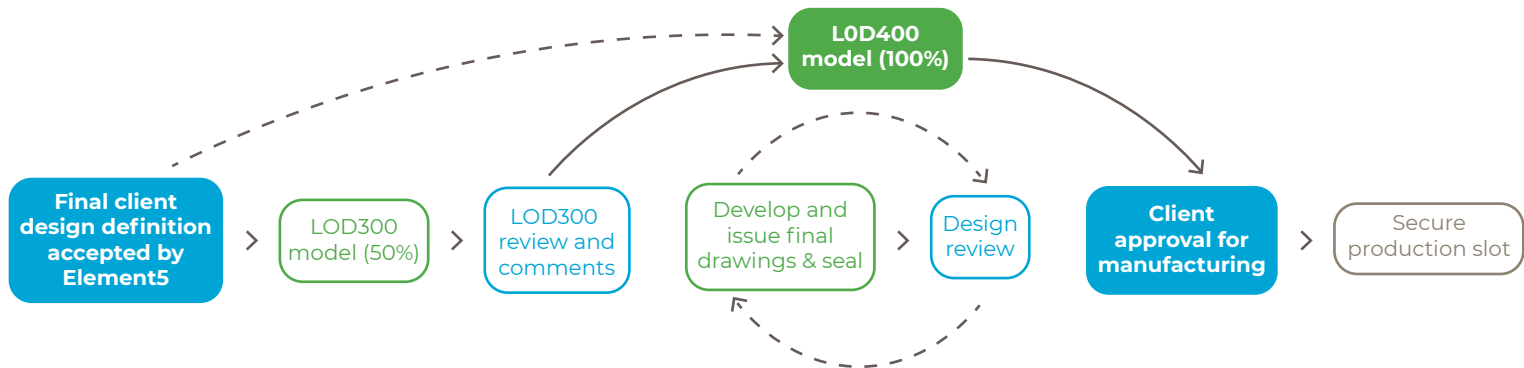 L0D400
model (100%)
Final client
design definition
accepted by
Element5
LOD300
model (50%)
LOD300
review and
comments
Develop and
issue final
drawings & seal
Design
review
Client
approval for
manufacturing
Secure
production slot